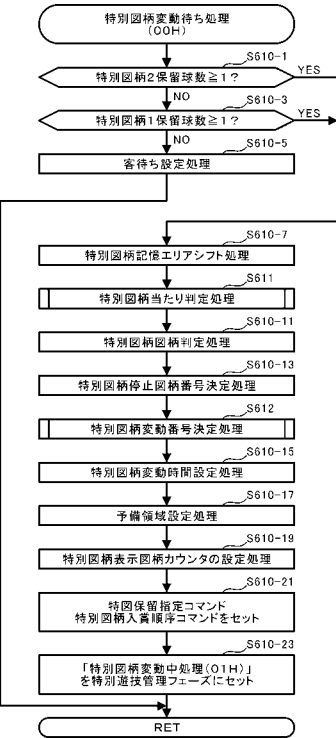 特別図柄変動待ち処理
(00H)
S610-1
特別図柄2保留球数≧1?
YES
NO
S610-3
特別図柄1保留球数≧1?
YES
NO
S610-5
客待ち設定処理
S610-7
特別図柄記憶エリアシフト処理
S611
特別図柄当たり判定処理
S610-11
特別図柄図柄判定処理
S610-13
特別図柄停止図柄番号決定処理
S612
特別図柄変動番号決定処理
S610-15
特別図柄変動時間設定処理
S610-17
予備領域設定処理
S610-19
特別図柄表示図柄カウンタの設定処理
S610-21
特図保留指定コマンド
特別図柄入賞順序コマンドをセット
S610-23
「特別図柄変動中処理(01H)」
を特別遊技管理フェーズにセット
RET